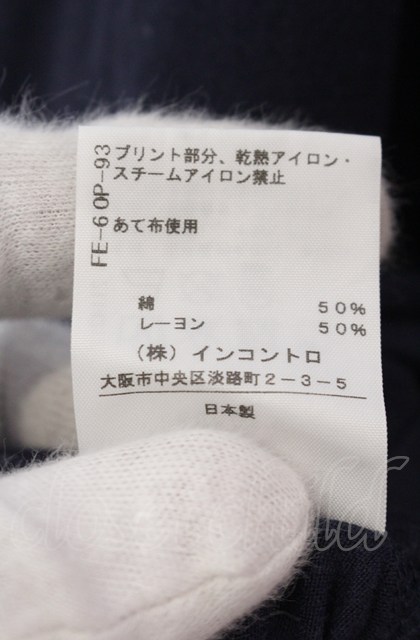 FE-6 0P-93
プリント部分、乾熱アイロン・
スチームアイロン禁止
あて布使用
綿 50%
レーヨン 50%
(株)インコントロ
大阪市中央区淡路町2-3-5
日本製